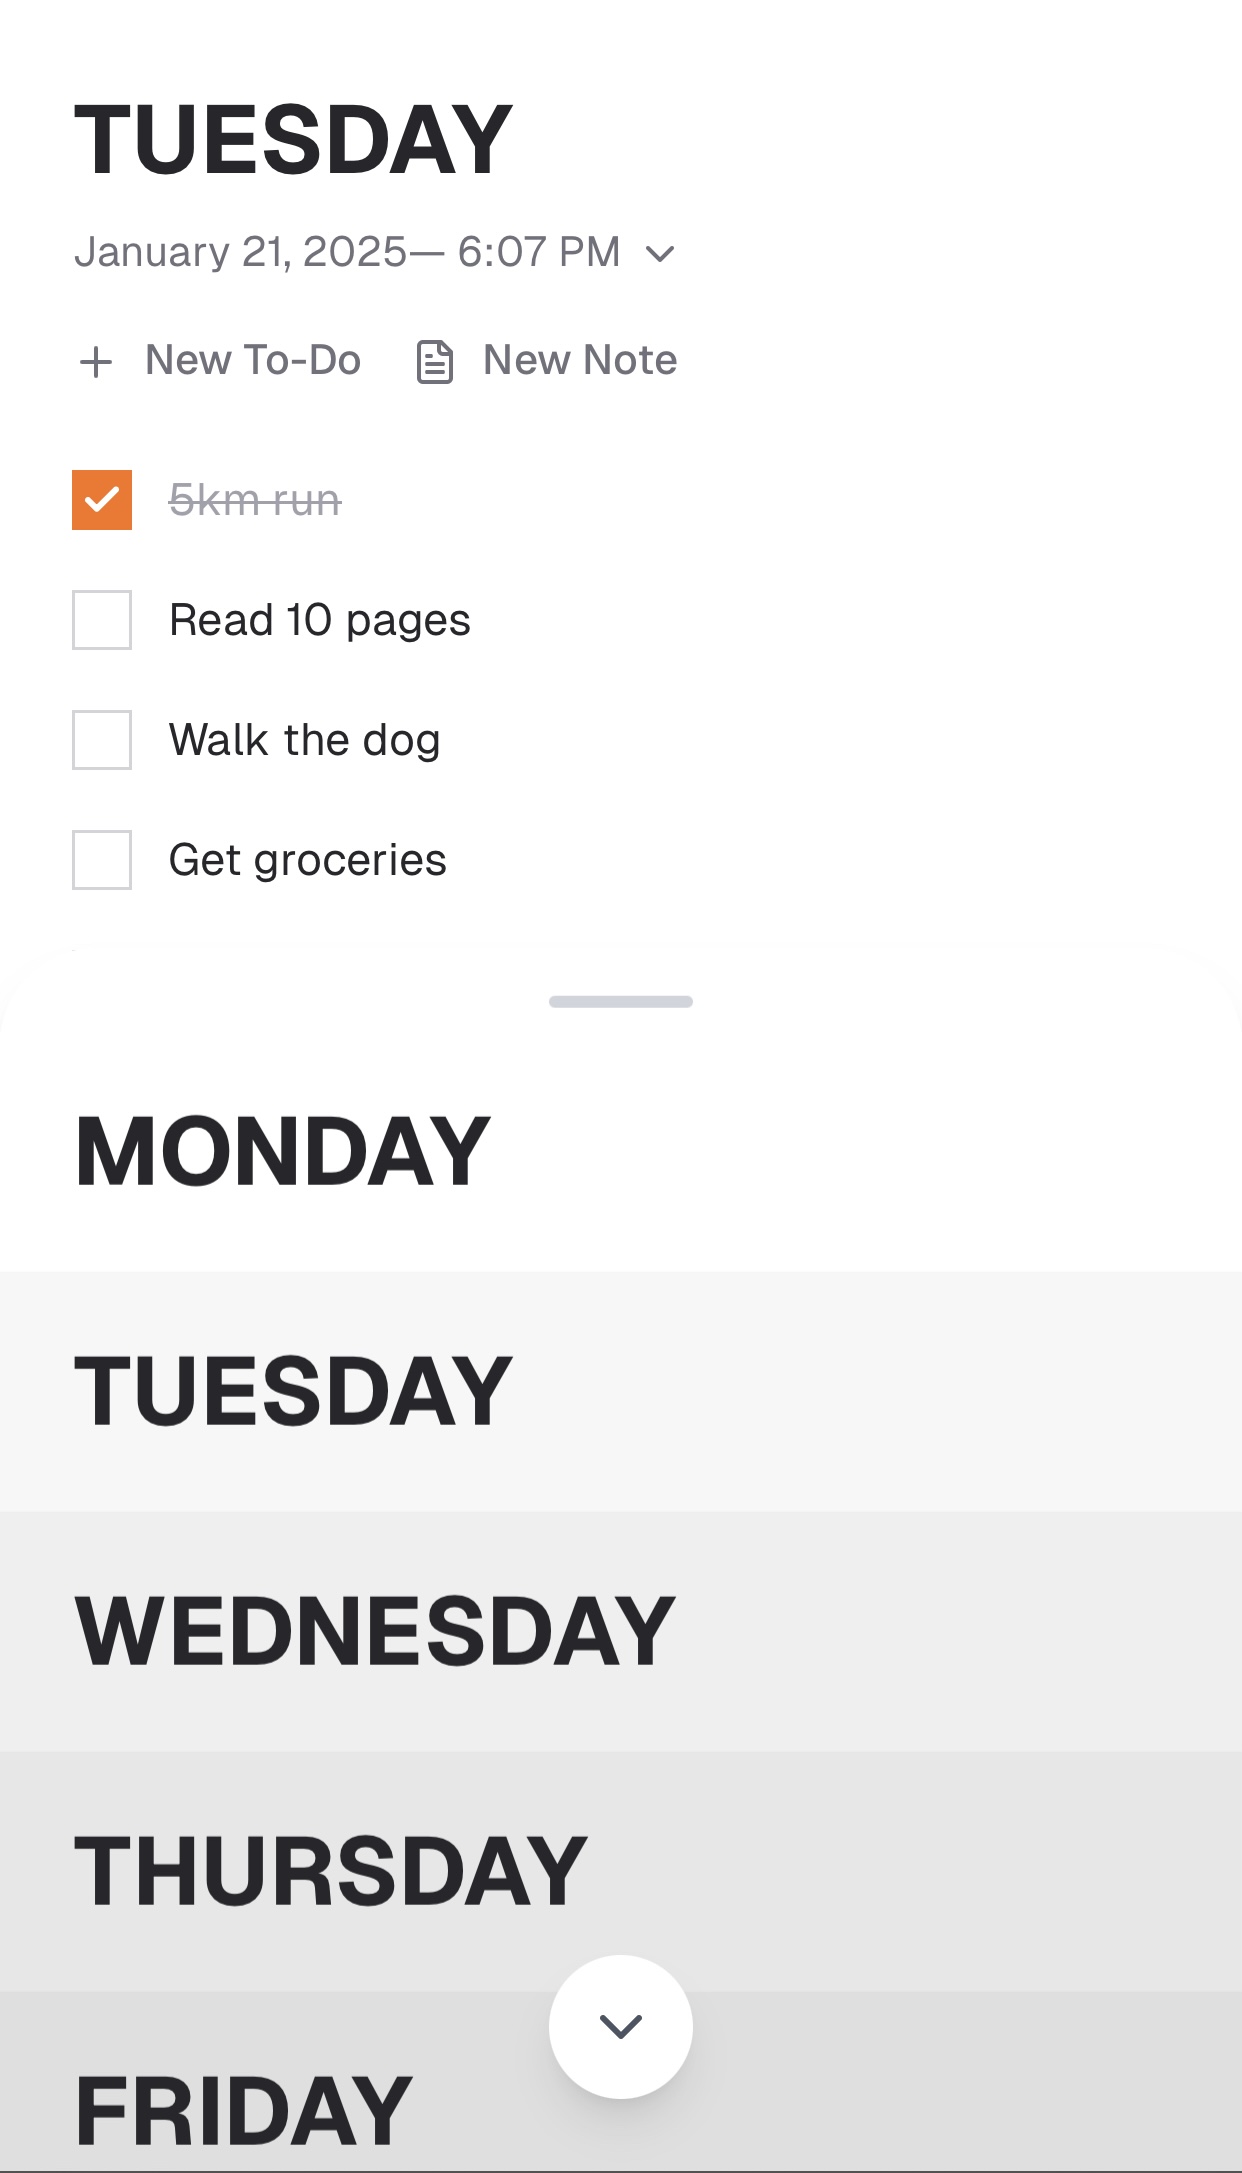 TUESDAY
January 21, 2025— 6:07 PM
New To-Do New Note
5km run
Read 10 pages
Walk the dog
Get groceries
MONDAY
TUESDAY
WEDNESDAY
THURSDAY
FRIDAY